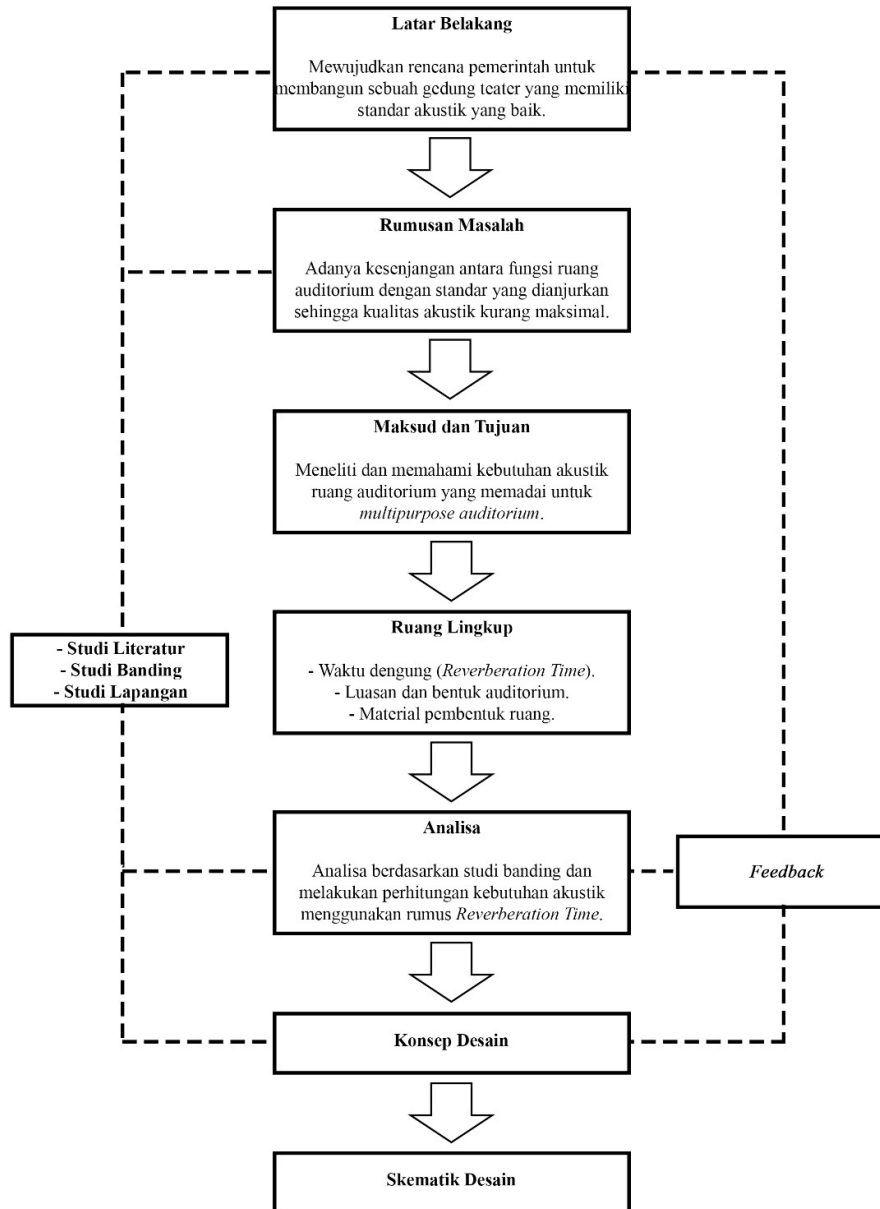 Latar Belakang
Mewujudkan rencana pemerintah untuk
membangun sebuah gedung teater yang memiliki
standar akustik yang baik.
Rumusan Masalah
Adanya kesenjangan antara fungsi ruang
auditorium dengan standar yang dianjurkan
sehingga kualitas akustik kurang maksimal.
Maksud dan Tujuan
Meneliti dan memahami kebutuhan akustik
ruang auditorium yang memadai untuk
multipurpose auditorium.
Ruang Lingkup
- Waktu dengung (Reverberation Time).
- Luasan dan bentuk auditorium.
- Material pembentuk ruang.
- Studi Literatur
- Studi Banding
- Studi Lapangan
Analisa
Analisa berdasarkan studi banding dan
melakukan perhitungan kebutuhan akustik
menggunakan rumus Reverberation Time.
Feedback
Konsep Desain
Skematik Desain